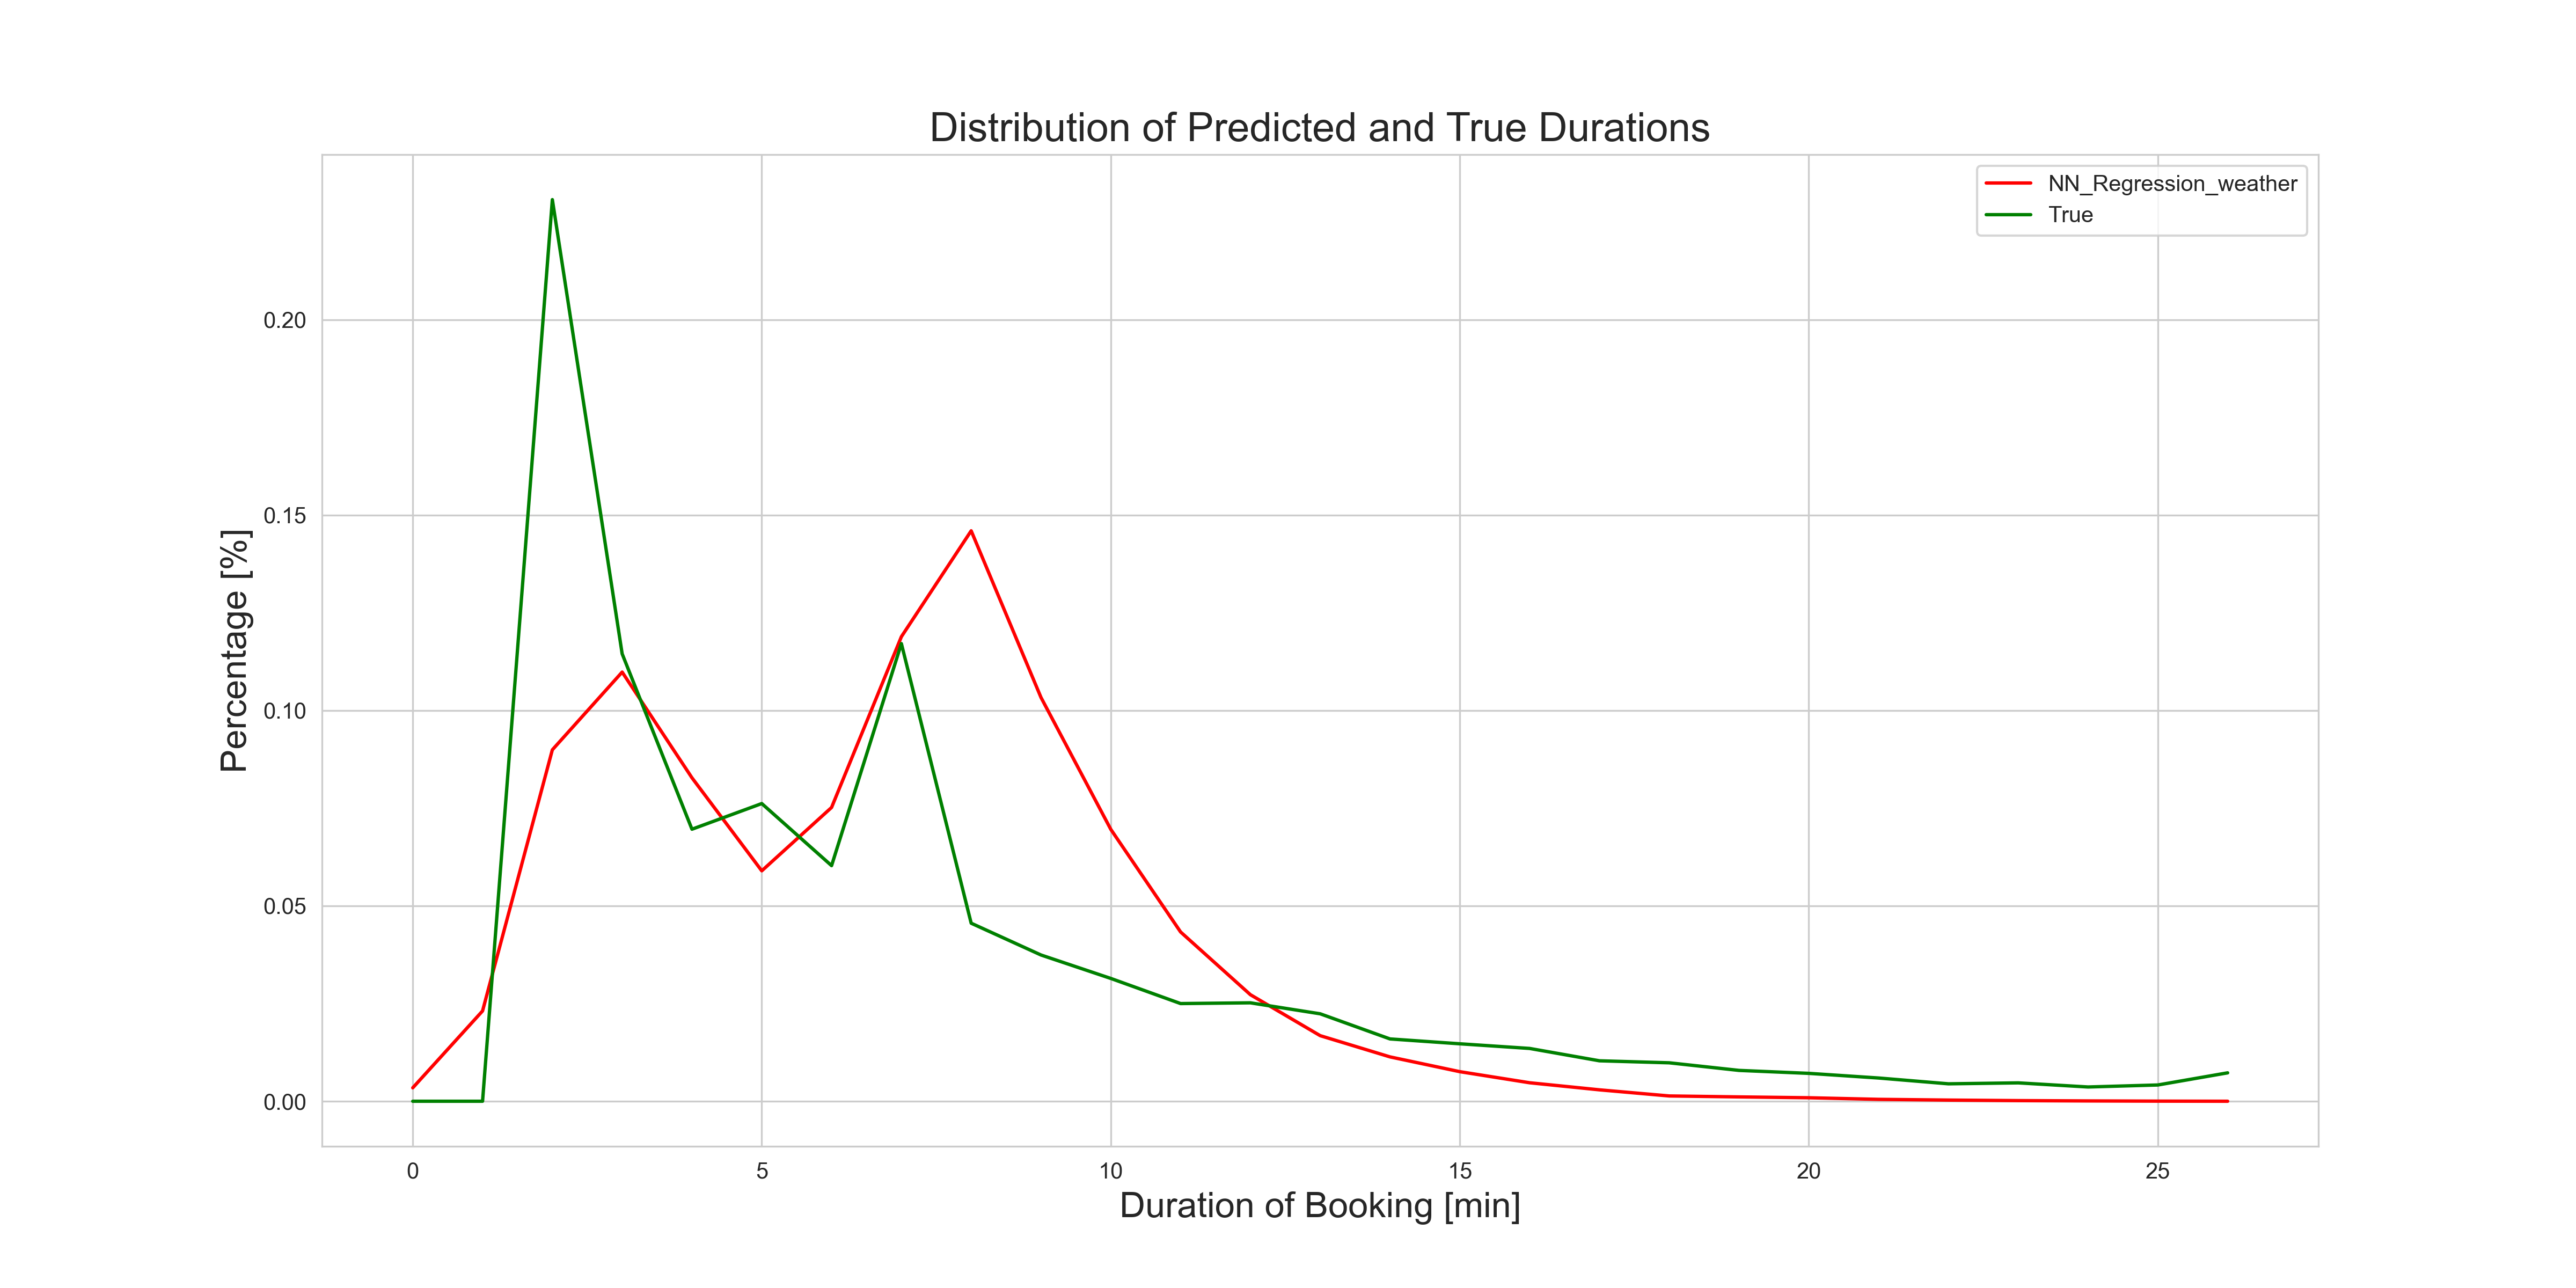 Distribution of Predicted and True Durations
NN_Regression_weather
True
Percentage [%]
0.20
0.15
0.10
0.05
0.00
0 5 10 15 20 25
Duration of Booking [min]